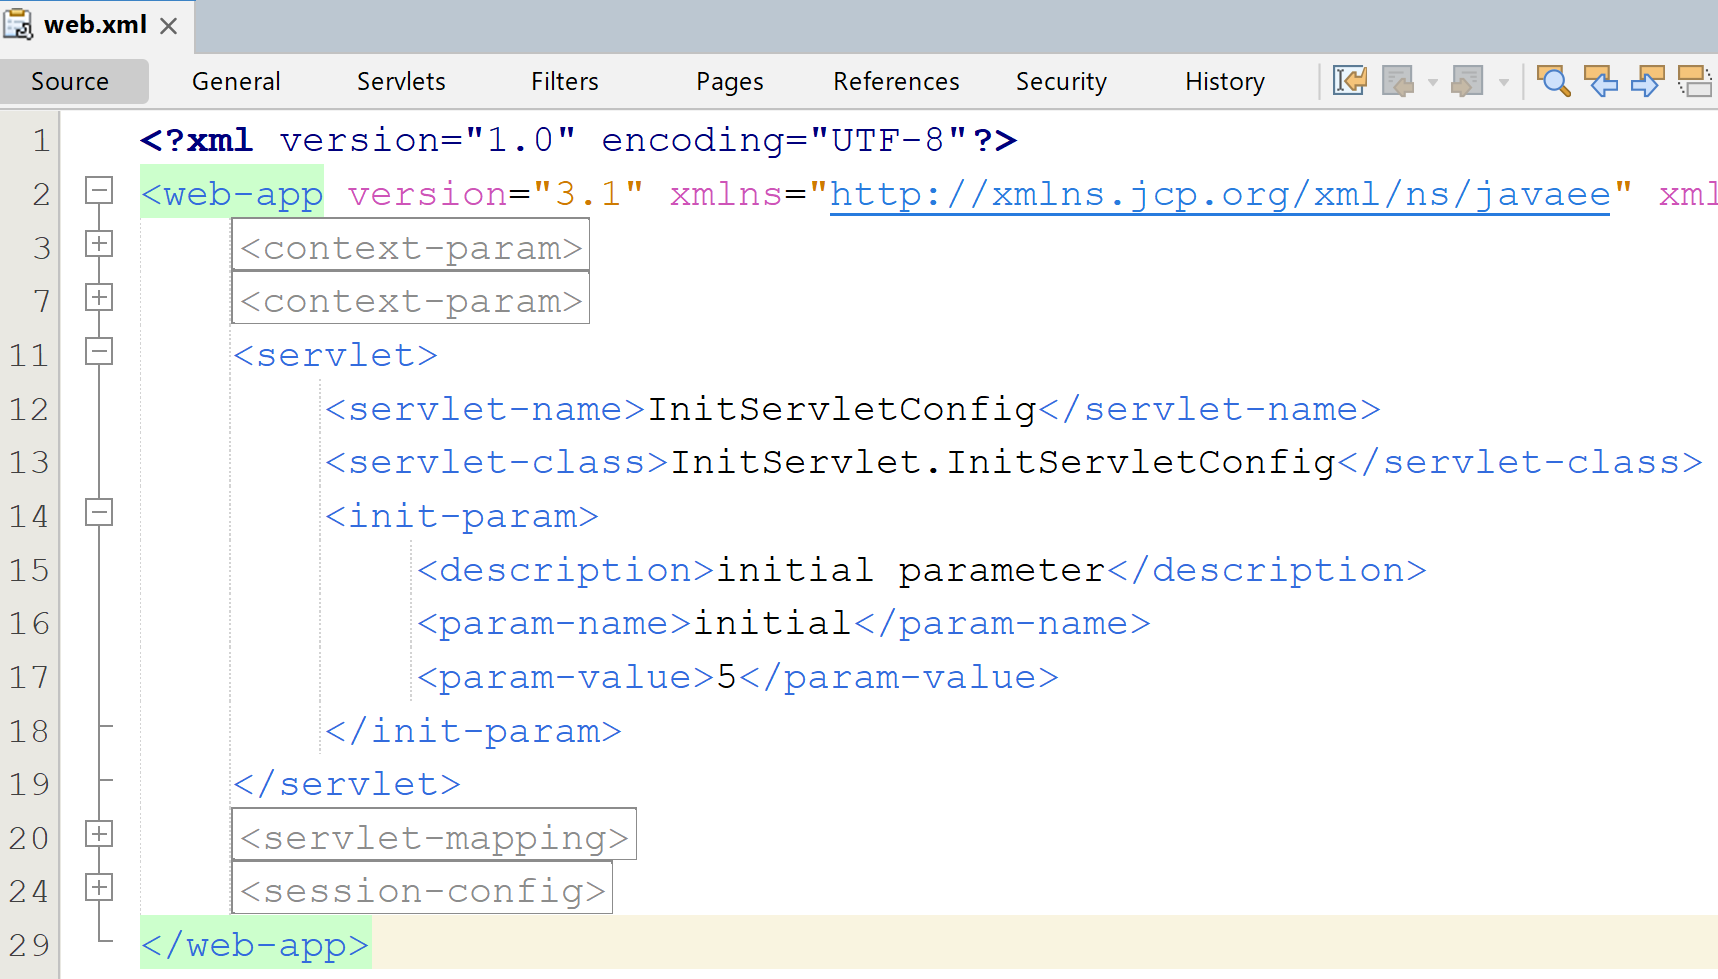 web.xml
Source General Servlets Filters Pages References Security History
1 <?xml version="1.0" encoding="UTF-8"?>
2 <web-app version="3.1" xmlns="http://xmlns.jcp.org/xml/ns/javaee" xml
3 <context-param>
7 <context-param>
11 <servlet>
12 <servlet-name>InitServletConfig</servlet-name>
13 <servlet-class>InitServlet.InitServletConfig</servlet-class>
14 <init-param>
15 <description>initial parameter</description>
16 <param-name>initial</param-name>
17 <param-value>5</param-value>
18 </init-param>
19 </servlet>
20 <servlet-mapping>
24 <session-config>
29 </web-app>